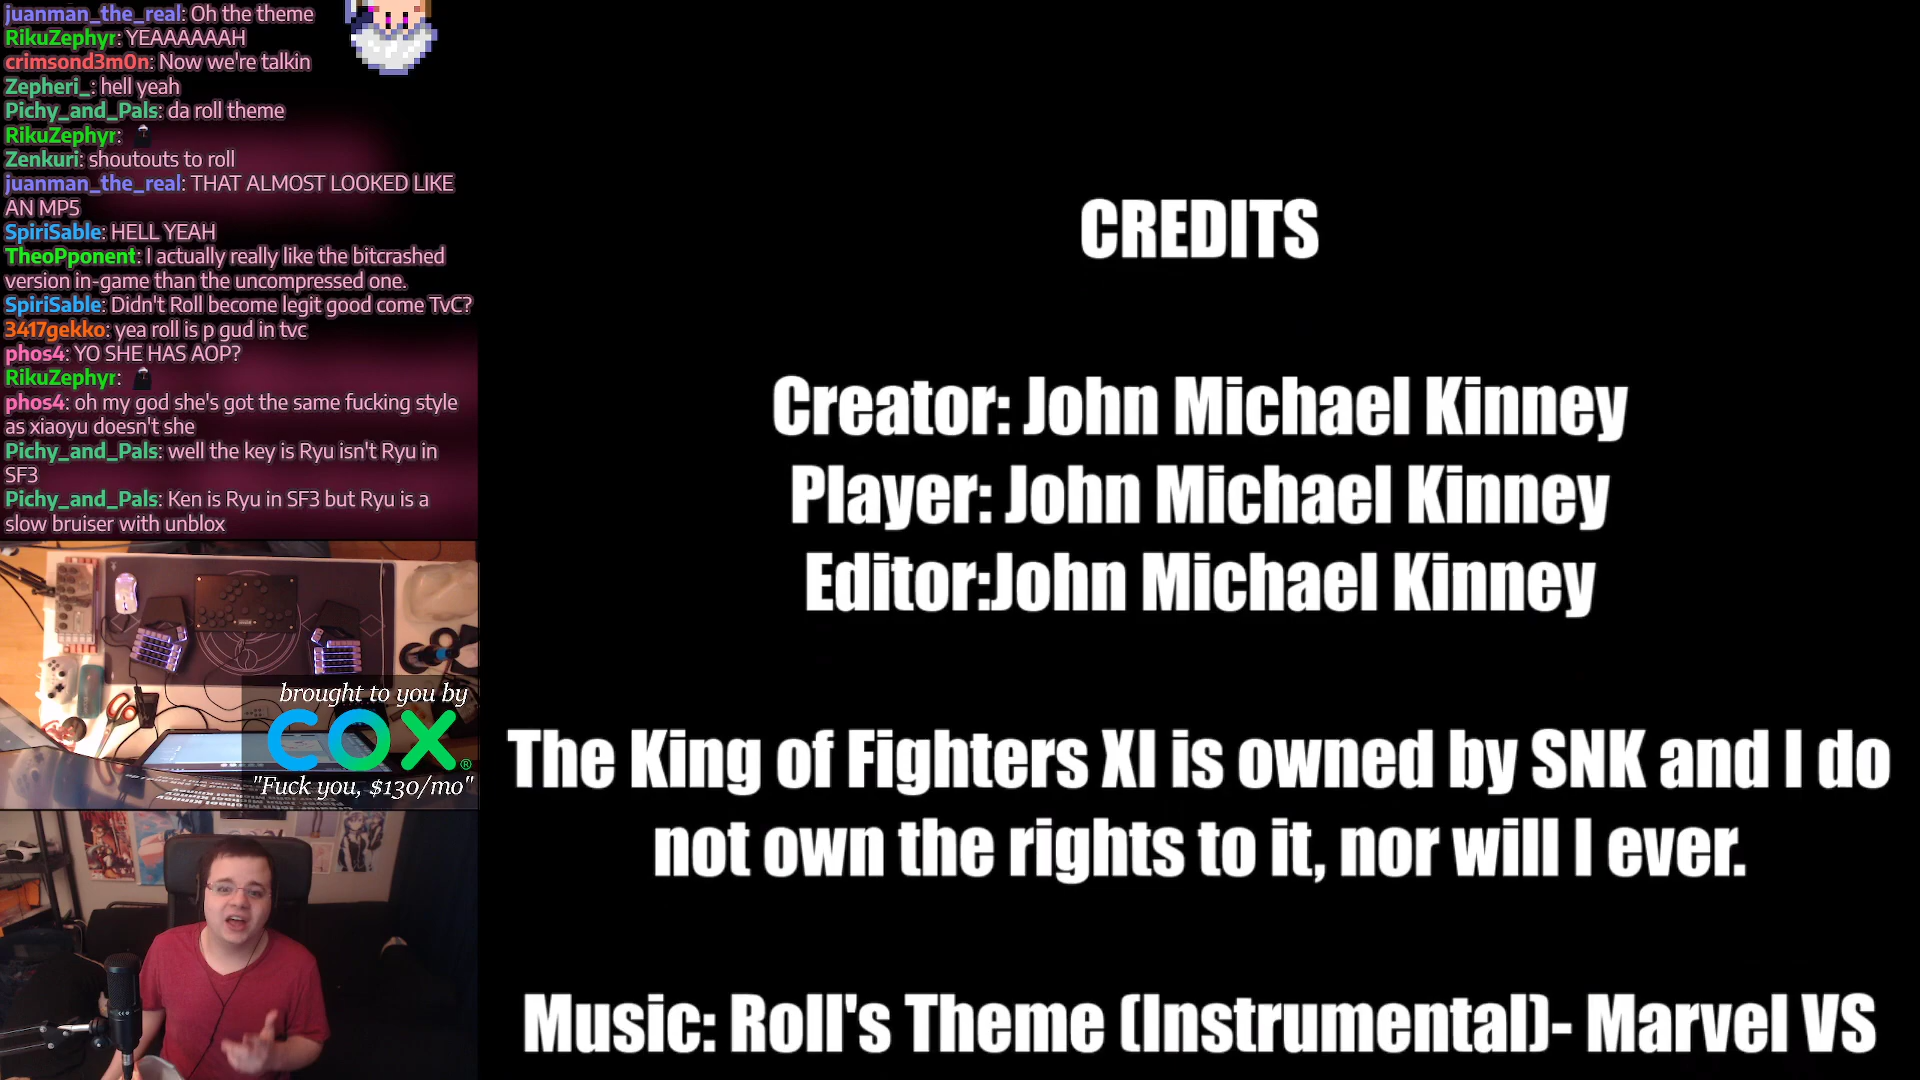 juanman_the_real: Oh the theme
RikuZephyr: YEAAAAAAH
crimsond3m0n: Now we're talkin
Zepheri_: hell yeah
Pichy_and_Pals: da roll theme
RikuZephyr:
Zenkuri: shoutouts to roll
juanman_the_real: THAT ALMOST LOOKED LIKE
AN MP5
SpiriSable: HELL YEAH
TheoPponent: I actually really like the bitcrashed
version in-game than the uncompressed one.
SpiriSable: Didn't Roll become legit good come TvC?
3417gekko: yea roll is p gud in tvc
phos4: YO SHE HAS AOP?
RikuZephyr:
phos4: oh my god she's got the same fucking style
as xiaoyu doesn't she
Pichy_and_Pals: well the key is Ryu isn't Ryu in
SF3
Pichy_and_Pals: Ken is Ryu in SF3 but Ryu is a
slow bruiser with unblox
brought to you by
COX®
"Fuck you, $130/mo"
CREDITS
Creator: John Michael Kinney
Player: John Michael Kinney
Editor:John Michael Kinney
The King of Fighters XI is owned by SNK and I do
not own the rights to it, nor will I ever.
Music: Roll's Theme (Instrumental)- Marvel VS